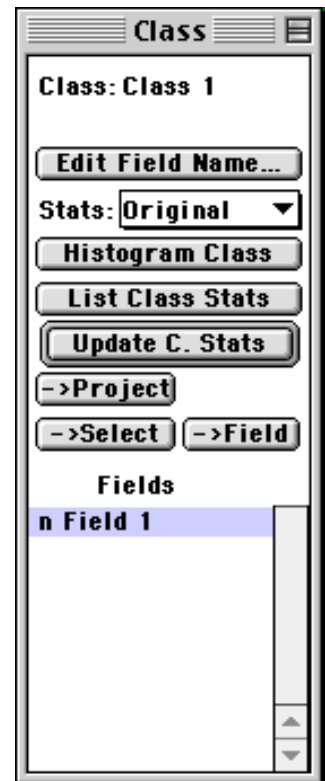 Class
Class: Class 1
Edit Field Name...
Stats: Original
Histogram Class
List Class Stats
Update C. Stats
->Project
->Select ->Field
Fields
n Field 1